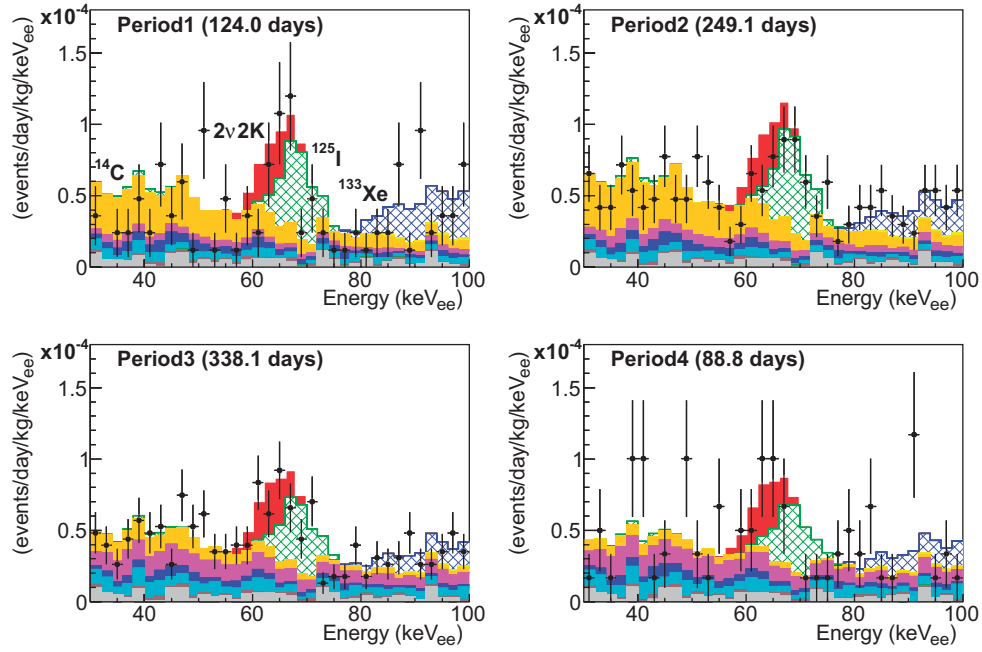 ×10⁻⁴ Period1 (124.0 days)
(events/day/kg/keVee)
1.5
1
0.5
0
¹⁴C
2ν2K
¹²⁵I
¹³³Xe
40 60 80 100
Energy (keVee)
×10⁻⁴ Period2 (249.1 days)
(events/day/kg/keVee)
1.5
1
0.5
0
40 60 80 100
Energy (keVee)
×10⁻⁴ Period3 (338.1 days)
(events/day/kg/keVee)
1.5
1
0.5
0
40 60 80 100
Energy (keVee)
×10⁻⁴ Period4 (88.8 days)
(events/day/kg/keVee)
1.5
1
0.5
0
40 60 80 100
Energy (keVee)